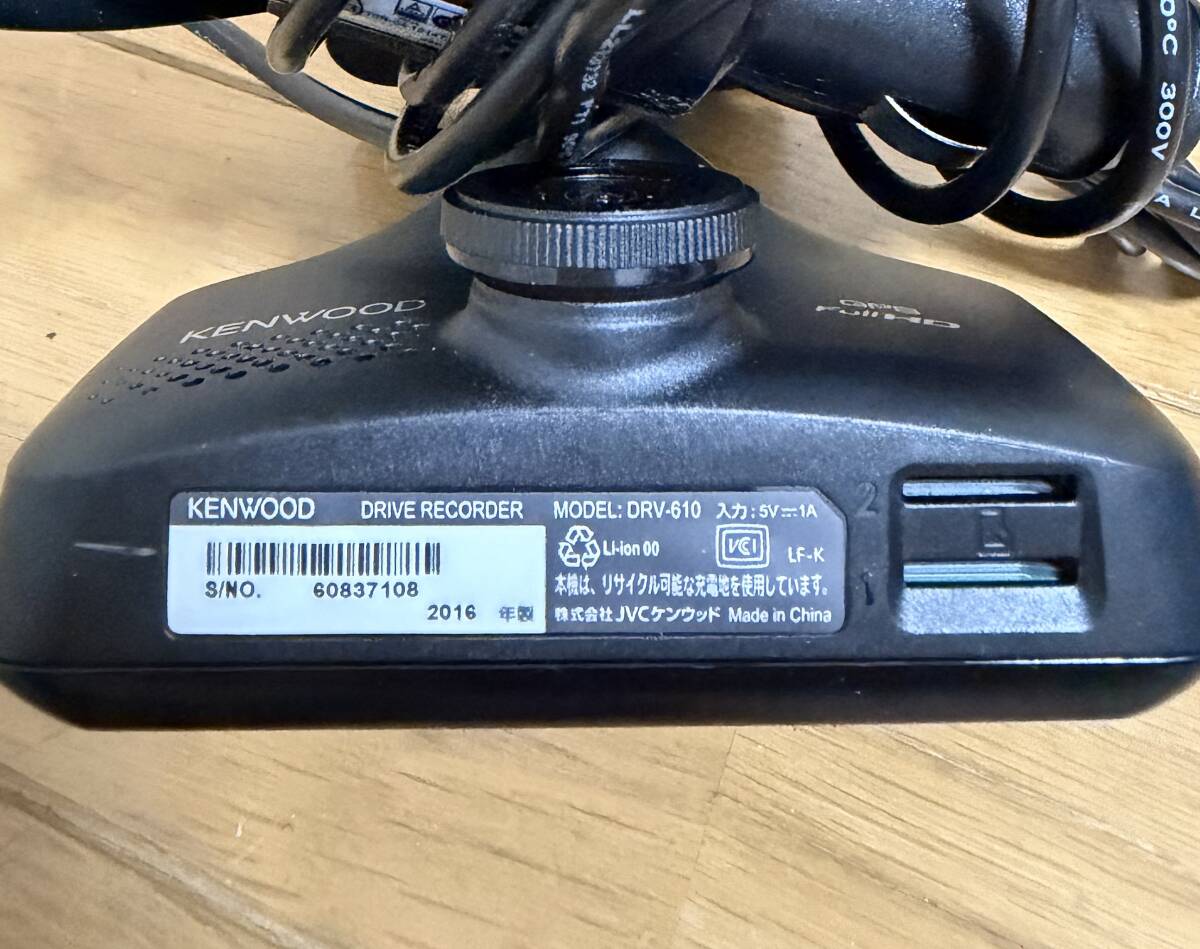 0°C 300V
KENWOOD
GPS
Full HD
KENWOOD DRIVE RECORDER MODEL: DRV-610 入力:5V⎓1A
Li-ion 00 VCI LF-K
S/NO. 60837108
本機は、リサイクル可能な充電地を使用しています。
2016 年製 株式会社JVCケンウッド Made in China
2
1